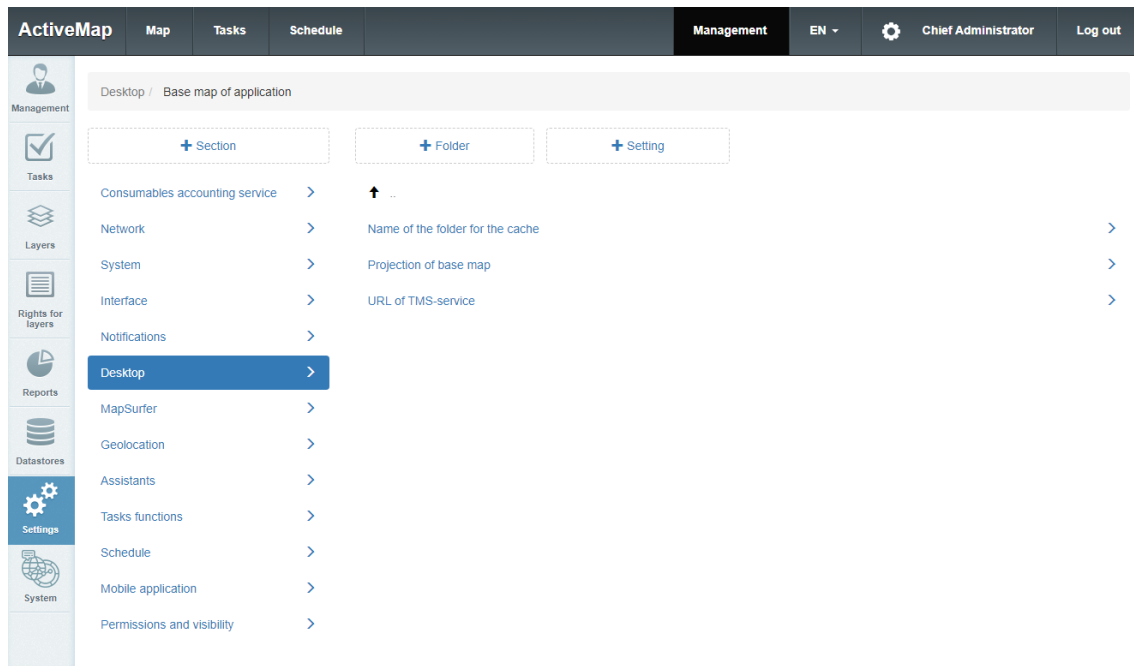 ActiveMap Map Tasks Schedule Management EN Chief Administrator Log out
Management
Tasks
Layers
Rights for
layers
Reports
Datastores
Settings
System
Desktop / Base map of application
+ Section + Folder + Setting
Consumables accounting service
Network
System
Interface
Notifications
Desktop
MapSurfer
Geolocation
Assistants
Tasks functions
Schedule
Mobile application
Permissions and visibility
..
Name of the folder for the cache
Projection of base map
URL of TMS-service